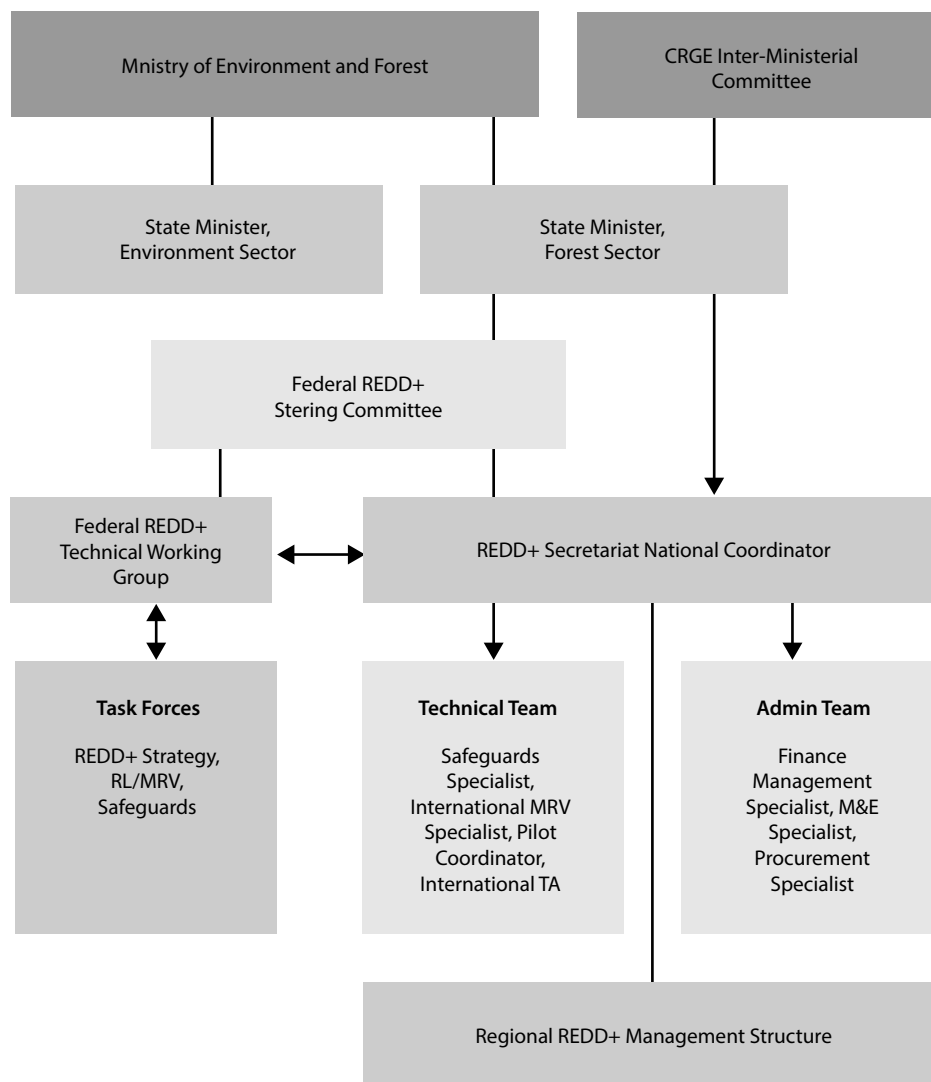 Mnistry of Environment and Forest
CRGE Inter-Ministerial
Committee
State Minister,
Environment Sector
State Minister,
Forest Sector
Federal REDD+
Stering Committee
Federal REDD+
Technical Working
Group
REDD+ Secretariat National Coordinator
Task Forces
REDD+ Strategy,
RL/MRV,
Safeguards
Technical Team
Safeguards
Specialist,
International MRV
Specialist, Pilot
Coordinator,
International TA
Admin Team
Finance
Management
Specialist, M&E
Specialist,
Procurement
Specialist
Regional REDD+ Management Structure